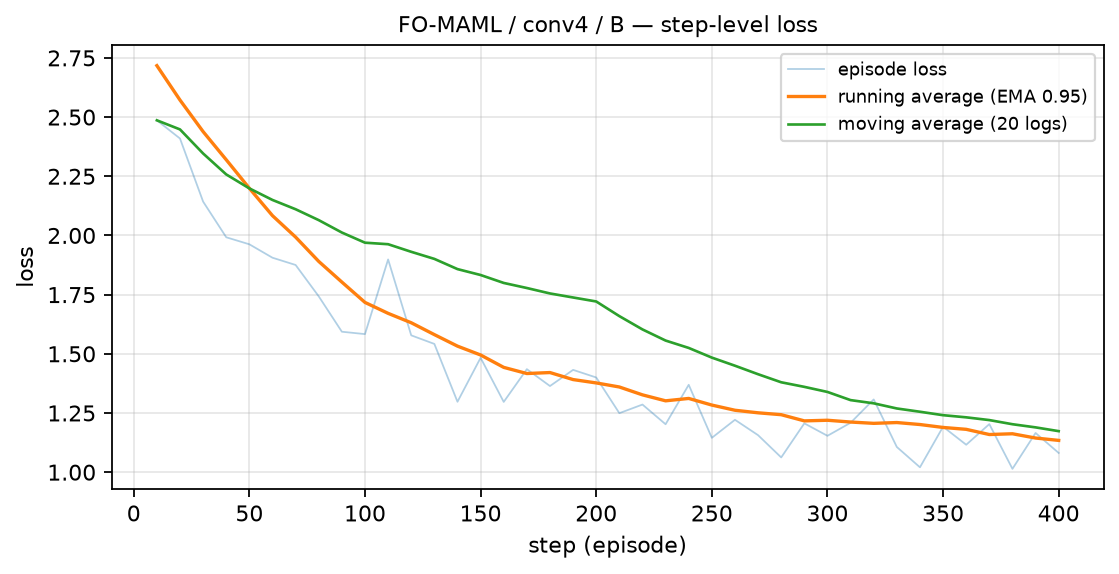 FO-MAML / conv4 / B — step-level loss
episode loss
running average (EMA 0.95)
moving average (20 logs)
2.75
2.50
2.25
2.00
1.75
1.50
1.25
1.00
loss
0 50 100 150 200 250 300 350 400
step (episode)